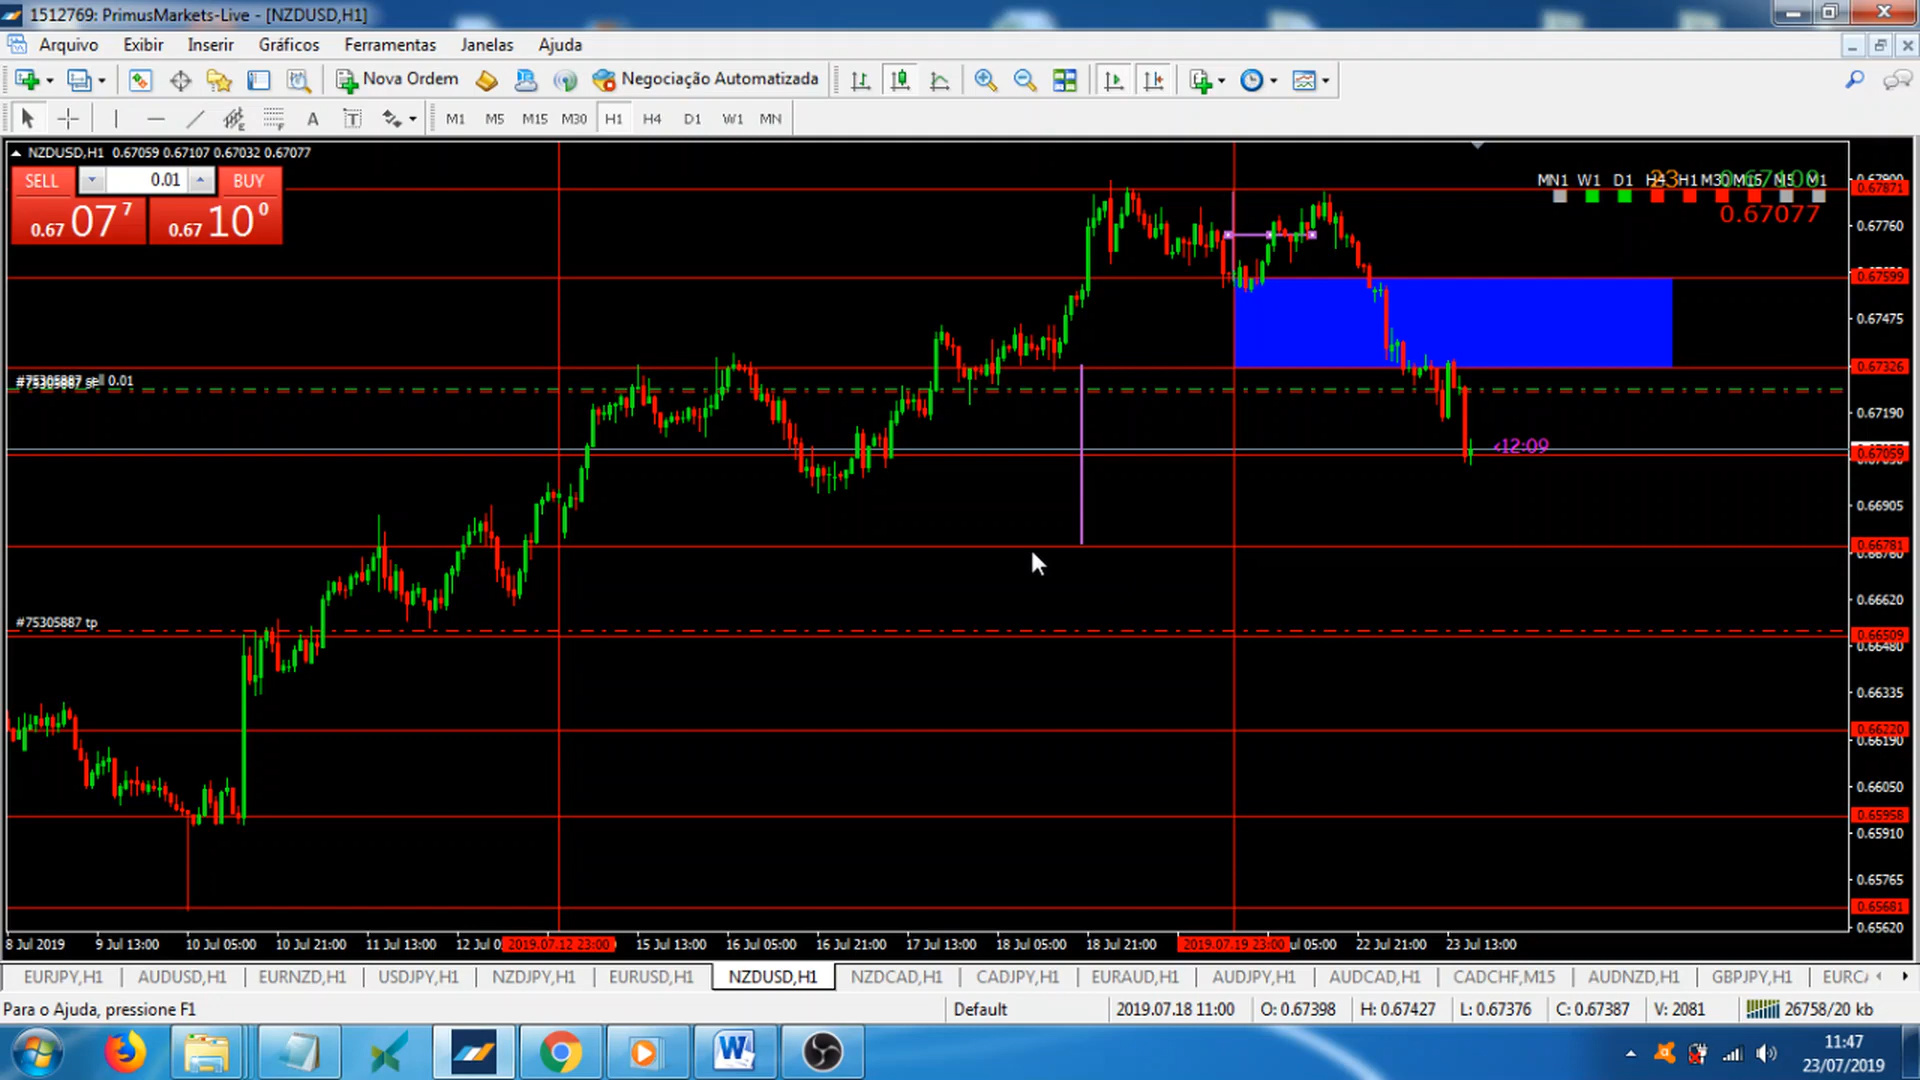 1512769: PrimusMarkets-Live - [NZDUSD,H1]
Arquivo Exibir Inserir Gráficos Ferramentas Janelas Ajuda
Nova Ordem Negociação Automatizada
A T M1 M5 M15 M30 H1 H4 D1 W1 MN
NZDUSD,H1 0.67059 0.67107 0.67032 0.67077
SELL 0.01 BUY
0.67 07 7 0.67 10 0
MN1 W1 D1 H4 H1 M30 M15 M5 M1
23 0.67100
0.67077
0.67871
0.67760
0.67599
0.67475
0.67326
#75305887 sell 0.01
0.67190
<12:09
0.67059
0.66905
0.66781
0.66620
#75305887 tp
0.66509
0.66480
0.66335
0.66220
0.66190
0.66050
0.65958
0.65910
0.65765
0.65681
0.65620
8 Jul 2019 9 Jul 13:00 10 Jul 05:00 10 Jul 21:00 11 Jul 13:00 12 Jul 2019.07.12 23:00 15 Jul 13:00 16 Jul 05:00 16 Jul 21:00 17 Jul 13:00 18 Jul 05:00 18 Jul 21:00 2019.07.19 23:00 05:00 22 Jul 21:00 23 Jul 13:00
EURJPY,H1 AUDUSD,H1 EURNZD,H1 USDJPY,H1 NZDJPY,H1 EURUSD,H1 NZDUSD,H1 NZDCAD,H1 CADJPY,H1 EURAUD,H1 AUDJPY,H1 AUDCAD,H1 CADCHF,M15 AUDNZD,H1 GBPJPY,H1 EURC
Para o Ajuda, pressione F1 Default 2019.07.18 11:00 O: 0.67398 H: 0.67427 L: 0.67376 C: 0.67387 V: 2081 26758/20 kb
11:47
23/07/2019